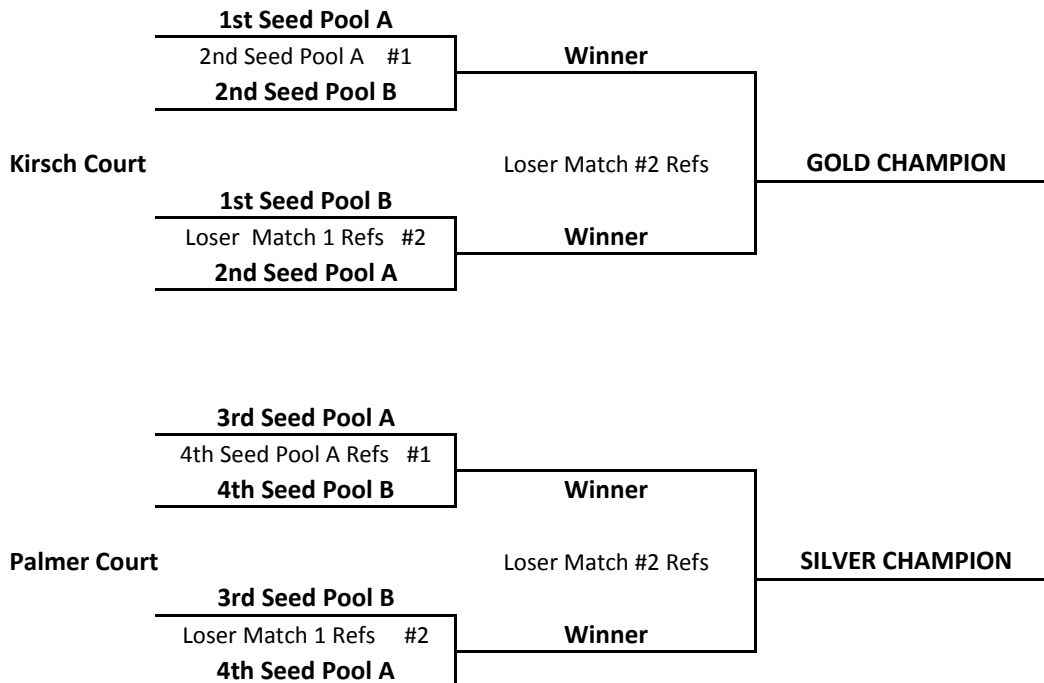 1st Seed Pool A
2nd Seed Pool A #1
Winner
2nd Seed Pool B
Kirsch Court
Loser Match #2 Refs
GOLD CHAMPION
1st Seed Pool B
Loser Match 1 Refs #2
Winner
2nd Seed Pool A
3rd Seed Pool A
4th Seed Pool A Refs #1
4th Seed Pool B
Winner
Palmer Court
Loser Match #2 Refs
SILVER CHAMPION
3rd Seed Pool B
Loser Match 1 Refs #2
Winner
4th Seed Pool A